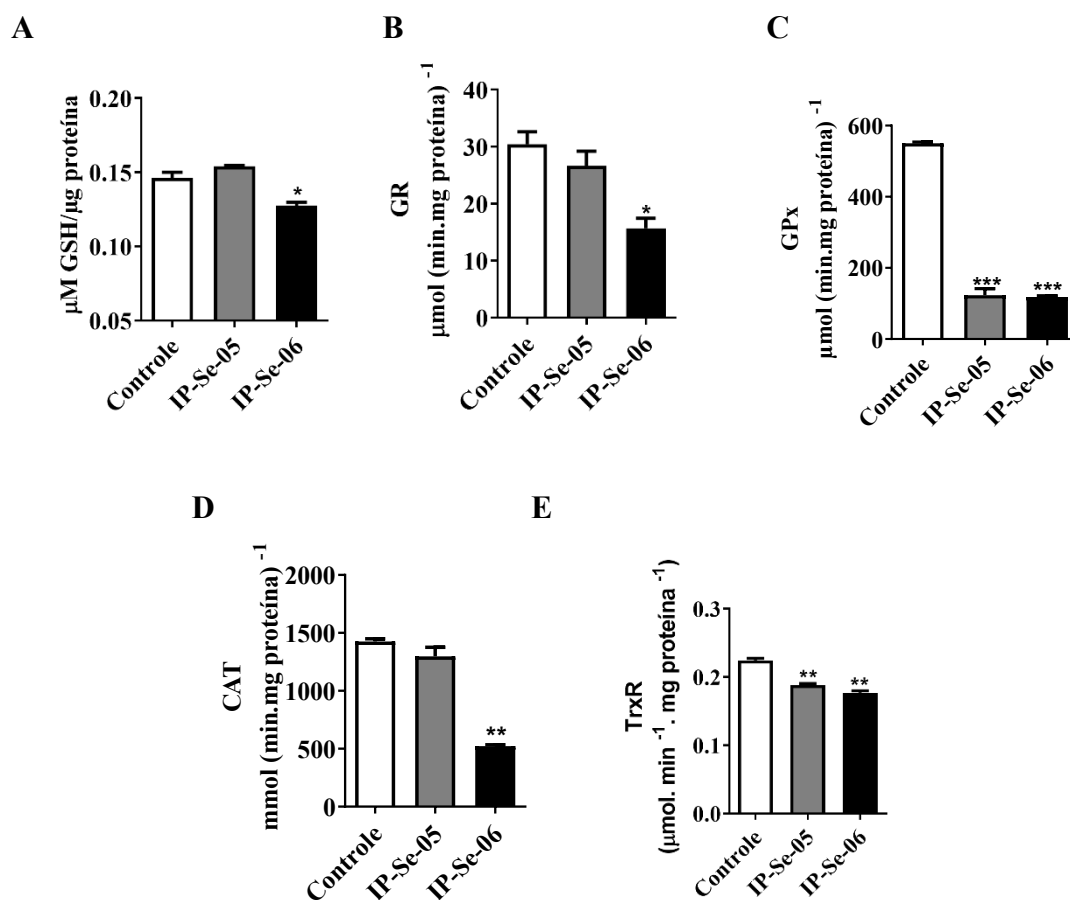 A
μM GSH/μg proteína
0.20
0.15
0.10
0.05
*
Controle
IP-Se-05
IP-Se-06
B
GR
μmol (min.mg proteína) -1
40
30
20
10
0
*
Controle
IP-Se-05
IP-Se-06
C
GPx
μmol (min.mg proteína) -1
600
400
200
0
***
***
Controle
IP-Se-05
IP-Se-06
D
CAT
mmol (min.mg proteína) -1
2000
1500
1000
500
0
**
Controle
IP-Se-05
IP-Se-06
E
TrxR
(μmol. min -1. mg proteína -1)
0.3
0.2
0.1
0.0
**
**
Controle
IP-Se-05
IP-Se-06